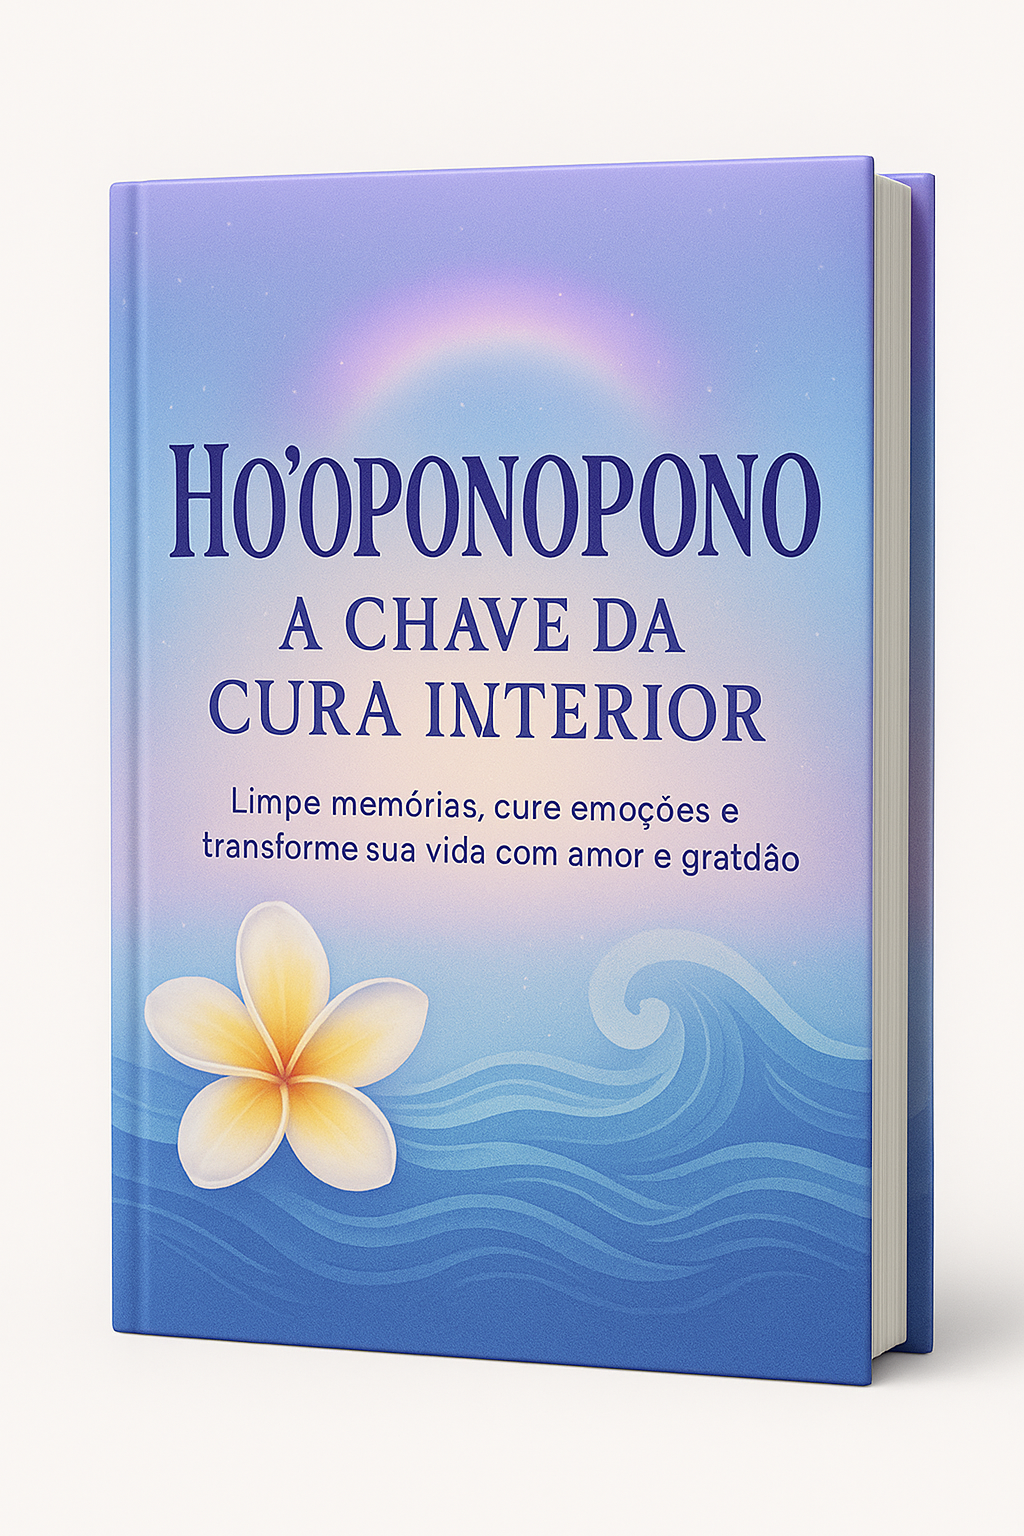 HO’OPONOPONO
A CHAVE DA
CURA INTERIOR
Limpe memórias, cure emoções e
transforme sua vida com amor e gratdâo